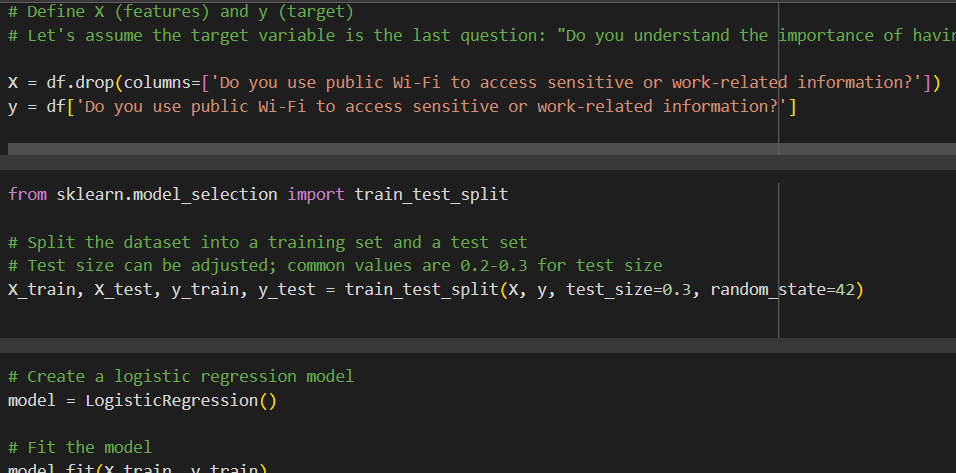 # Define X (features) and y (target)
# Let's assume the target variable is the last question: "Do you understand the importance of
X = df.drop(columns=['Do you use public Wi-Fi to access sensitive or work-related information?'])
y = df['Do you use public Wi-Fi to access sensitive or work-related information?']
from sklearn.model_selection import train_test_split
# Split the dataset into a training set and a test set
# Test size can be adjusted; common values are 0.2-0.3 for test size
X_train, X_test, y_train, y_test = train_test_split(X, y, test_size=0.3, random_state=42)
# Create a logistic regression model
model = LogisticRegression()
# Fit the model
model.fit(X_train, y_train)